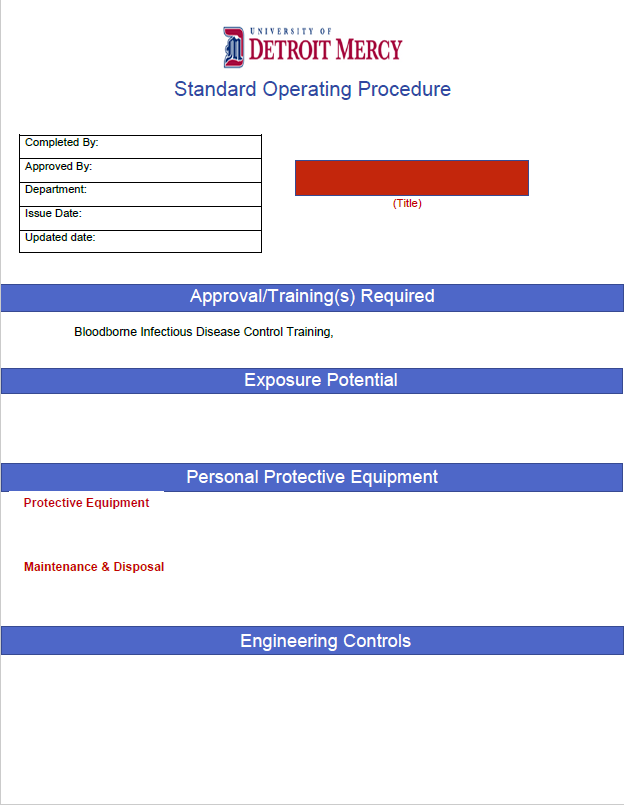 UNIVERSITY OF
DETROIT MERCY
Standard Operating Procedure
Completed By:
Approved By:
Department:
Issue Date:
Updated date:
(Title)
Approval/Training(s) Required
Bloodborne Infectious Disease Control Training,
Exposure Potential
Personal Protective Equipment
Protective Equipment
Maintenance & Disposal
Engineering Controls